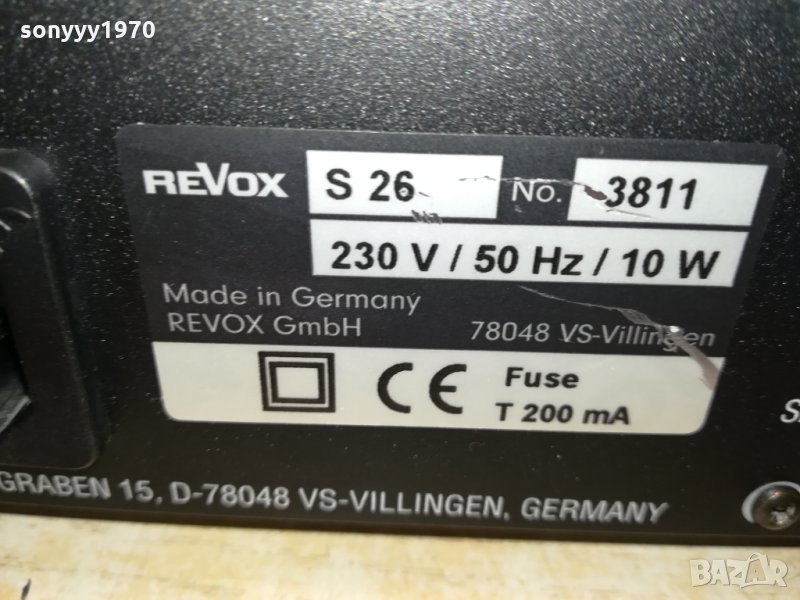 sonyyy1970
REVOX S 26 No. 3811
230 V / 50 Hz / 10 W
Made in Germany
REVOX GmbH 78048 VS-Villingen
CE Fuse
T 200 mA
GRABEN 15, D-78048 VS-VILLINGEN, GERMANY
BAZAR